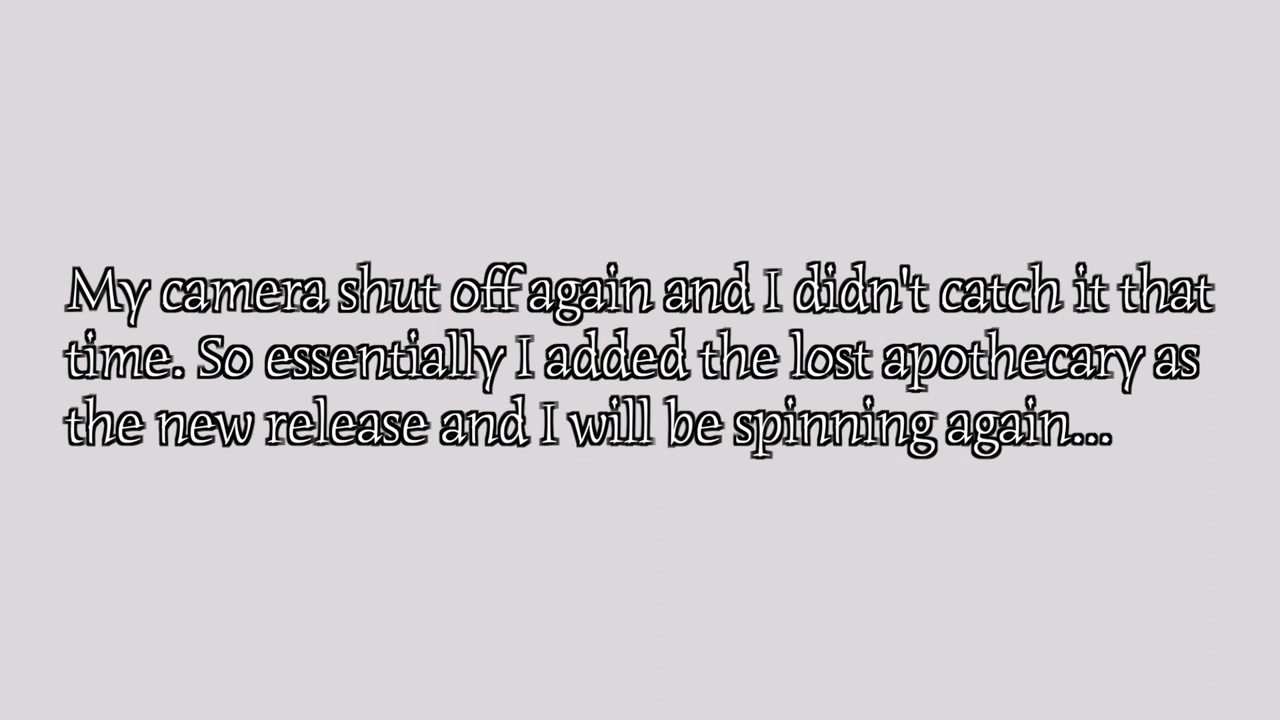 My camera shut off again and I didn't catch it that
time. So essentially I added the lost apothecary as
the new release and I will be spinning again...